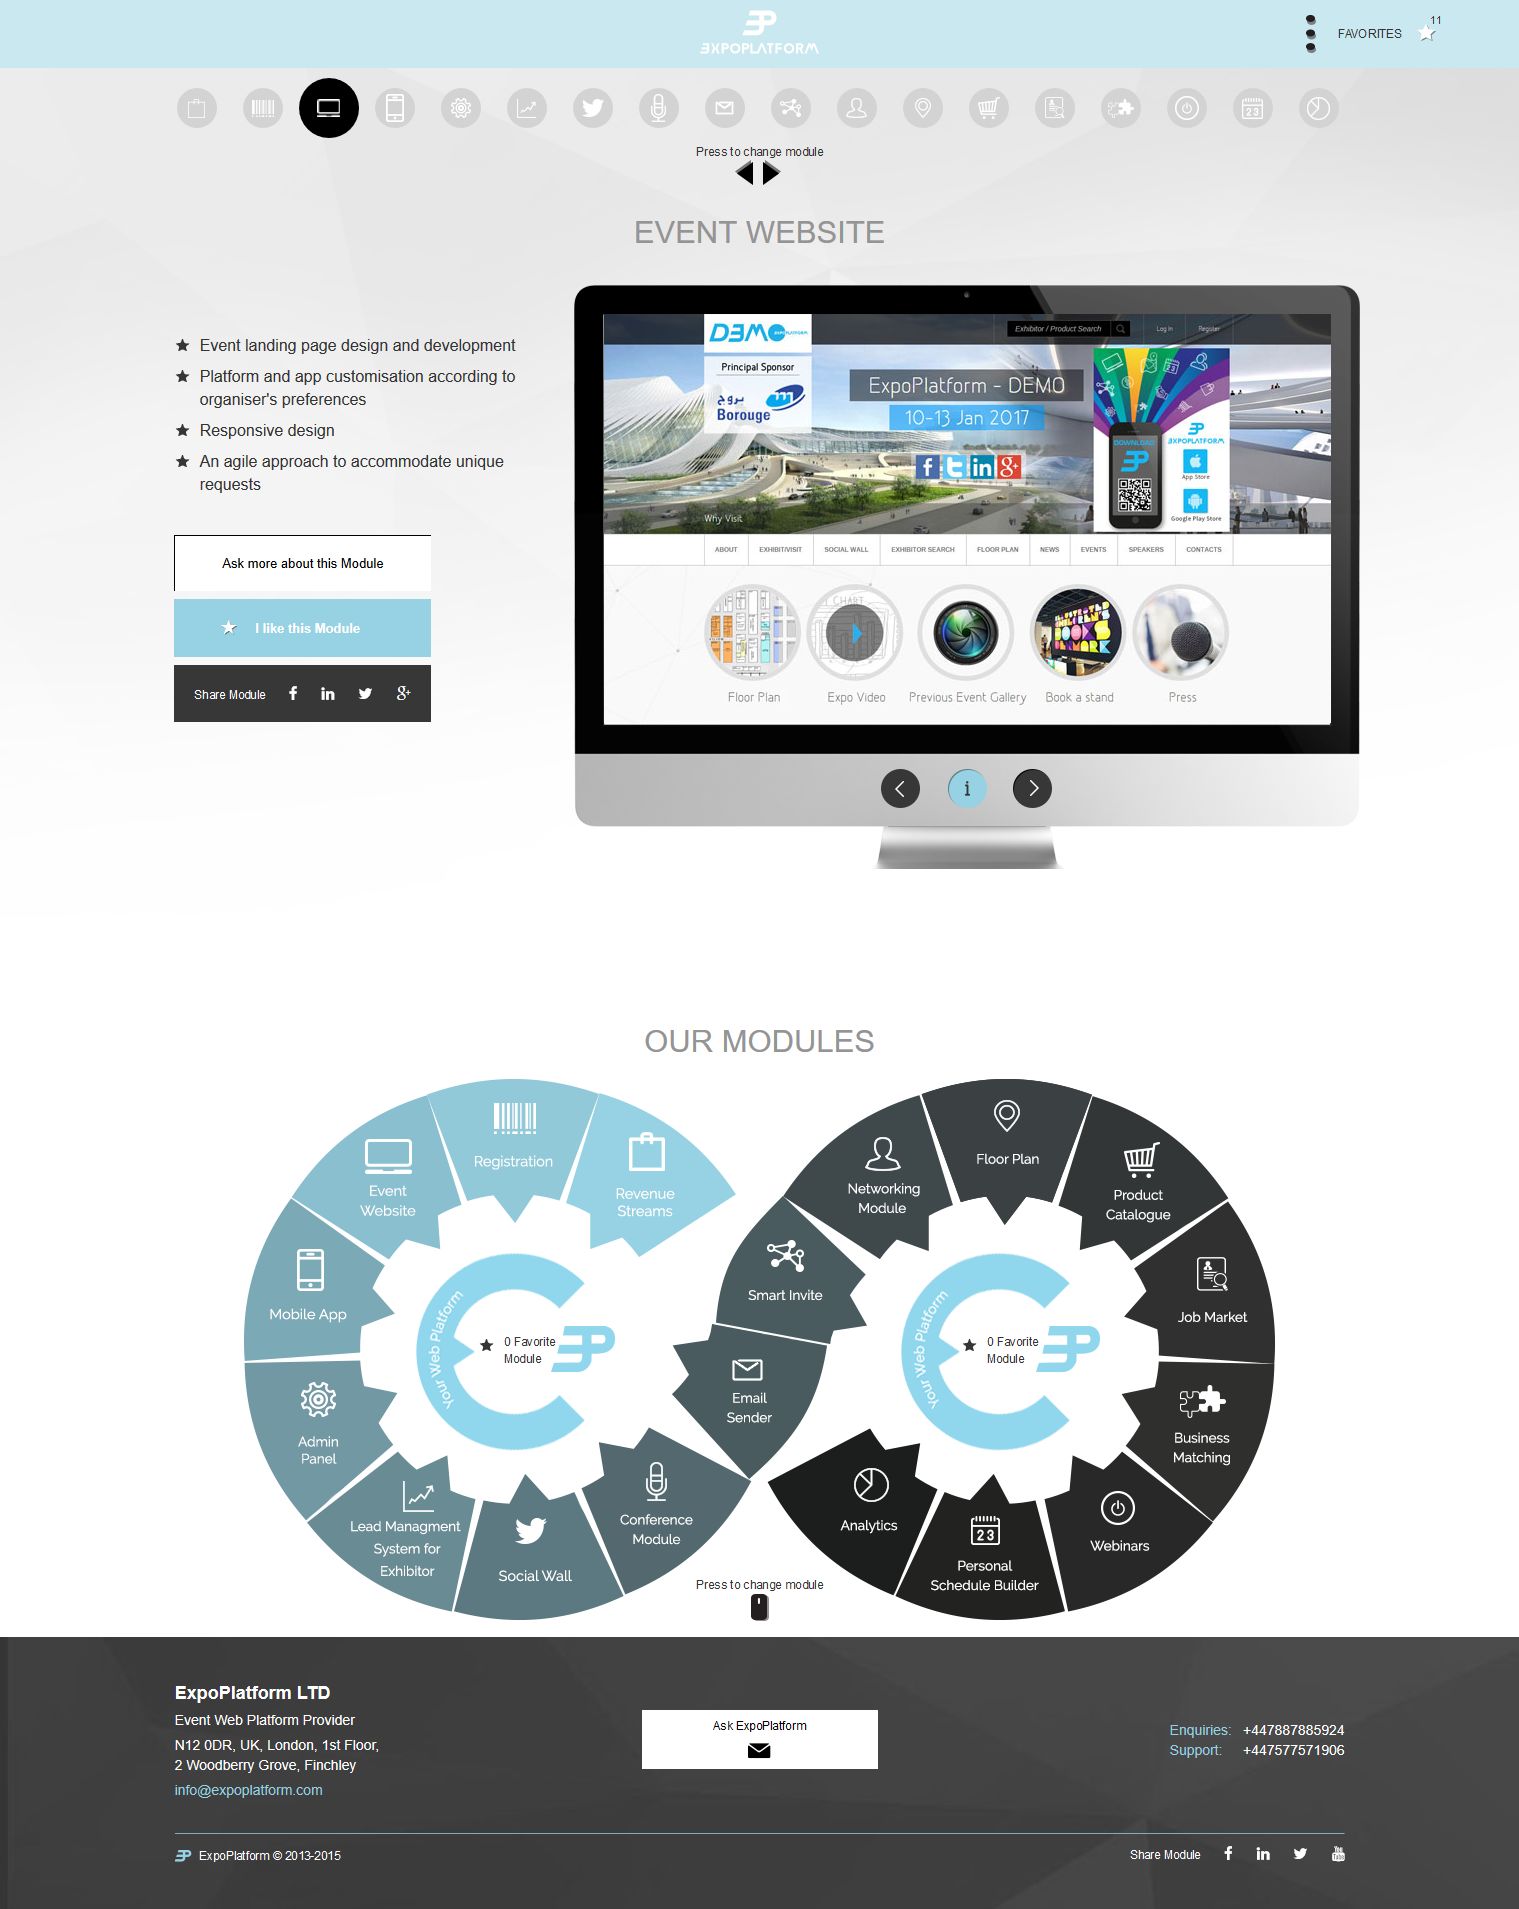 EXPOPLATFORM
FAVORITES
11
23
Press to change module
EVENT WEBSITE
Event landing page design and development
Platform and app customisation according to
organiser's preferences
Responsive design
An agile approach to accommodate unique
requests
Ask more about this Module
I like this Module
Share Module
D3MO EXPOPLATFORM
Exhibitor / Product Search
Log In
Register
Principal Sponsor
بروج
Borouge
ExpoPlatform - DEMO
10-13 Jan 2017
DOWNLOAD
EXPOPLATFORM
App Store
Google Play Store
Why Visit
ABOUT
EXHIBIT/VISIT
SOCIAL WALL
EXHIBITOR SEARCH
FLOOR PLAN
NEWS
EVENTS
SPEAKERS
CONTACTS
CHART
Floor Plan
Expo Video
Previous Event Gallery
Book a stand
Press
i
OUR MODULES
Registration
Event
Website
Revenue
Streams
Mobile App
Admin
Panel
Lead Managment
System for
Exhibitor
Social Wall
Conference
Module
Your Web Platform
0 Favorite
Module
Email
Sender
Smart Invite
Networking
Module
Floor Plan
Product
Catalogue
Job Market
Business
Matching
Webinars
23
Personal
Schedule Builder
Analytics
Your Web Platform
0 Favorite
Module
Press to change module
ExpoPlatform LTD
Event Web Platform Provider
N12 0DR, UK, London, 1st Floor,
2 Woodberry Grove, Finchley
info@expoplatform.com
Ask ExpoPlatform
Enquiries: +447887885924
Support: +447577571906
ExpoPlatform © 2013-2015
Share Module